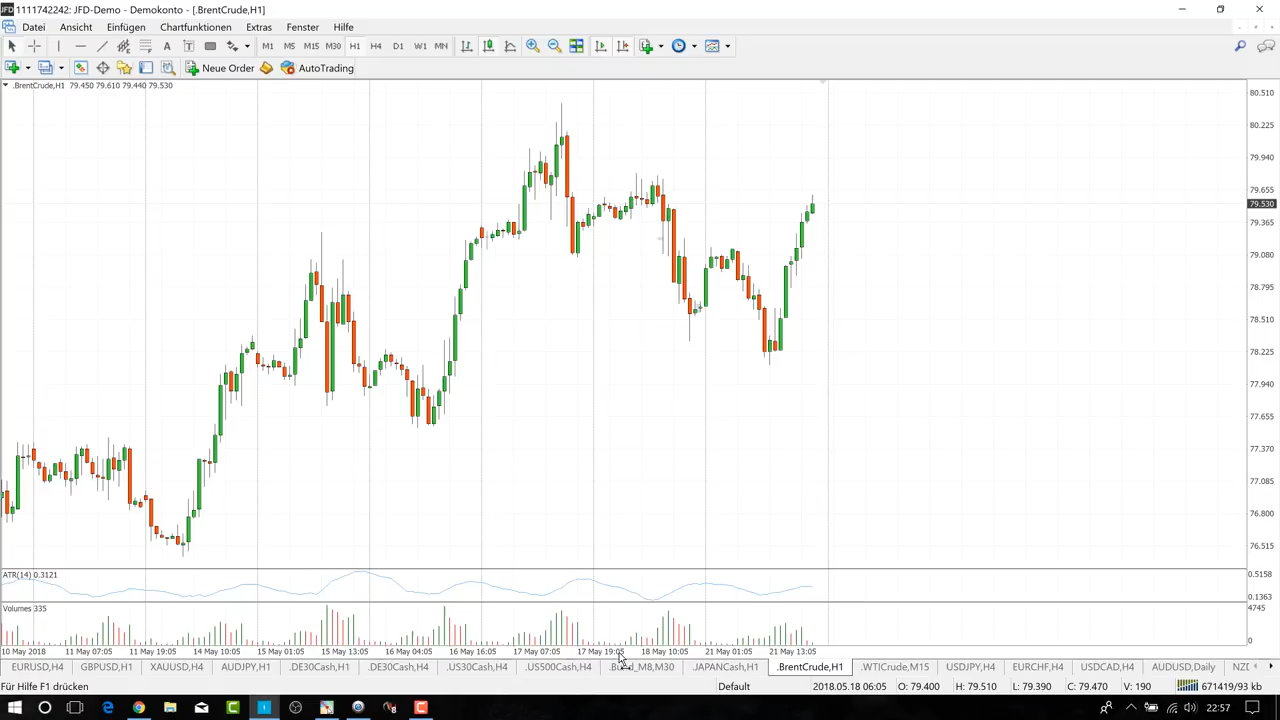 1111742242: JFD-Demo - Demokonto - [.BrentCrude,H1]
Datei Ansicht Einfügen Chartfunktionen Extras Fenster Hilfe
A T M1 M5 M15 M30 H1 H4 D1 W1 MN
Neue Order AutoTrading
.BrentCrude,H1 79.450 79.610 79.440 79.530
80.510
80.225
79.940
79.655
79.530
79.365
79.080
78.795
78.510
78.225
77.940
77.655
77.370
77.085
76.800
76.515
ATR(14) 0.3121
0.5158
0.1363
Volumes 335
4745
0
10 May 2018 11 May 07:05 11 May 19:05 14 May 10:05 15 May 01:05 15 May 13:05 16 May 04:05 16 May 16:05 17 May 07:05 17 May 19:05 18 May 10:05 21 May 01:05 21 May 13:05
EURUSD,H4 GBPUSD,H1 XAUUSD,H4 AUDJPY,H1 .DE30Cash,H1 .DE30Cash,H4 .US30Cash,H4 .US500Cash,H4 _M8,M30 .JAPANCash,H1 .BrentCrude,H1 .WTICrude,M15 USDJPY,H4 EURCHF,H4 USDCAD,H4 AUDUSD,Daily NZD
Für Hilfe F1 drücken Default 2018.05.18 06:05 O: 79.400 H: 79.510 L: 79.390 C: 79.470 V: 190 671419/93 kb
22:57